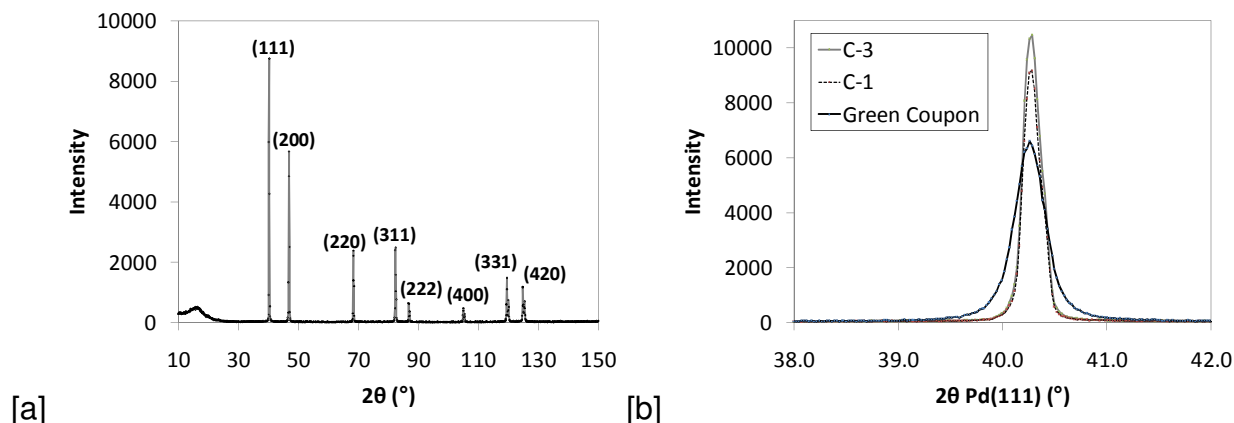 10000
8000
6000
4000
2000
0
Intensity
(111)
(200)
(220)
(311)
(222)
(400)
(331)
(420)
10 30 50 70 90 110 130 150
2θ (°)
[a]
10000
8000
6000
4000
2000
0
Intensity
C-3
C-1
Green Coupon
38.0 39.0 40.0 41.0 42.0
2θ Pd(111) (°)
[b]